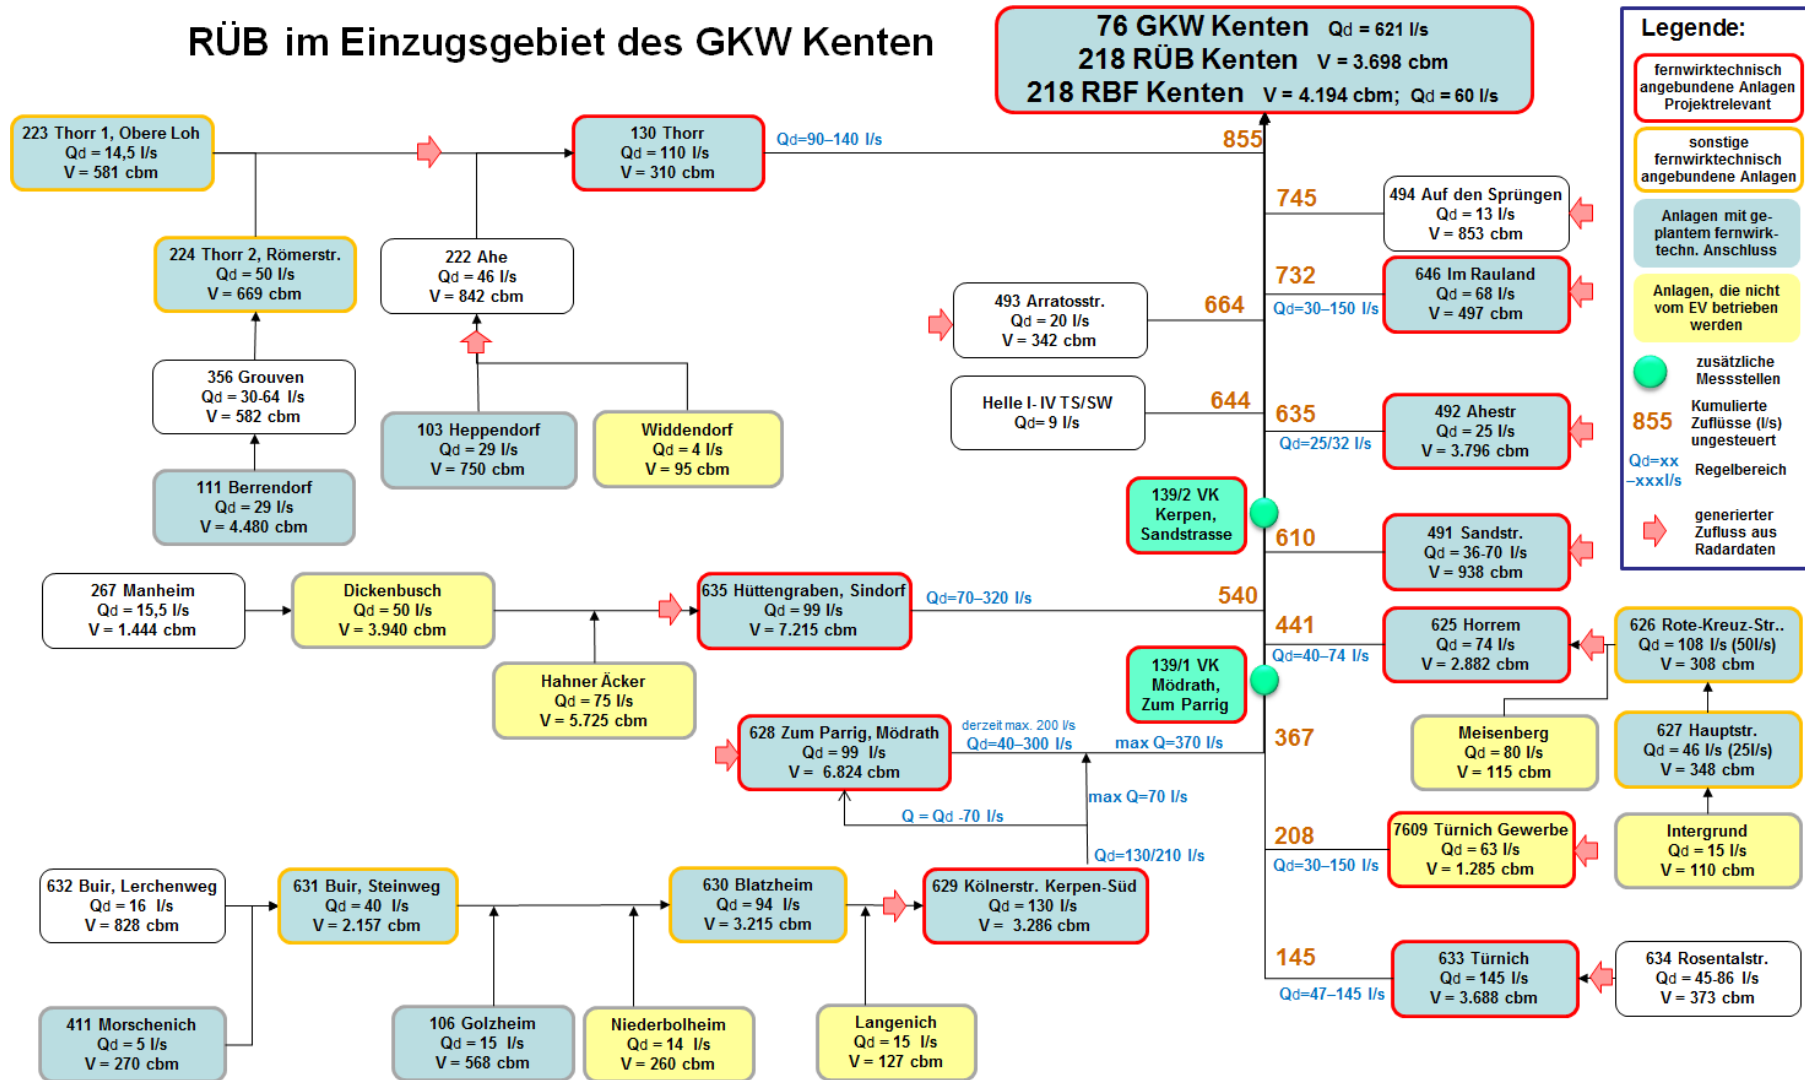 RÜB im Einzugsgebiet des GKW Kenten
76 GKW Kenten Qd = 621 l/s
218 RÜB Kenten V = 3.698 cbm
218 RBF Kenten V = 4.194 cbm; Qd = 60 l/s
223 Thorr 1, Obere Loh
Qd = 14,5 l/s
V = 581 cbm
130 Thorr
Qd = 110 l/s
V = 310 cbm
Qd=90–140 l/s
855
224 Thorr 2, Römerstr.
Qd = 50 l/s
V = 669 cbm
222 Ahe
Qd = 46 l/s
V = 842 cbm
745
494 Auf den Sprüngen
Qd = 13 l/s
V = 853 cbm
732
Qd=30–150 l/s
646 Im Rauland
Qd = 68 l/s
V = 497 cbm
493 Arratosstr.
Qd = 20 l/s
V = 342 cbm
664
356 Grouven
Qd = 30-64 l/s
V = 582 cbm
103 Heppendorf
Qd = 29 l/s
V = 750 cbm
Widdendorf
Qd = 4 l/s
V = 95 cbm
Helle I- IV TS/SW
Qd= 9 l/s
644
635
Qd=25/32 l/s
492 Ahestr
Qd = 25 l/s
V = 3.796 cbm
111 Berrendorf
Qd = 29 l/s
V = 4.480 cbm
139/2 VK
Kerpen,
Sandstrasse
610
491 Sandstr.
Qd = 36-70 l/s
V = 938 cbm
267 Manheim
Qd = 15,5 l/s
V = 1.444 cbm
Dickenbusch
Qd = 50 l/s
V = 3.940 cbm
635 Hüttengraben, Sindorf
Qd = 99 l/s
V = 7.215 cbm
Qd=70–320 l/s
540
441
Qd=40–74 l/s
625 Horrem
Qd = 74 l/s
V = 2.882 cbm
626 Rote-Kreuz-Str..
Qd = 108 l/s (50l/s)
V = 308 cbm
Hahner Äcker
Qd = 75 l/s
V = 5.725 cbm
139/1 VK
Mödrath,
Zum Parrig
628 Zum Parrig, Mödrath
Qd = 99 l/s
V = 6.824 cbm
derzeit max. 200 l/s
Qd=40–300 l/s
max Q=370 l/s
367
Meisenberg
Qd = 80 l/s
V = 115 cbm
627 Hauptstr.
Qd = 46 l/s (25l/s)
V = 348 cbm
max Q=70 l/s
Q = Qd -70 l/s
Qd=130/210 l/s
208
Qd=30–150 l/s
7609 Türnich Gewerbe
Qd = 63 l/s
V = 1.285 cbm
Intergrund
Qd = 15 l/s
V = 110 cbm
632 Buir, Lerchenweg
Qd = 16 l/s
V = 828 cbm
631 Buir, Steinweg
Qd = 40 l/s
V = 2.157 cbm
630 Blatzheim
Qd = 94 l/s
V = 3.215 cbm
629 Kölnerstr. Kerpen-Süd
Qd = 130 l/s
V = 3.286 cbm
145
Qd=47–145 l/s
633 Türnich
Qd = 145 l/s
V = 3.688 cbm
634 Rosentalstr.
Qd = 45-86 l/s
V = 373 cbm
411 Morschenich
Qd = 5 l/s
V = 270 cbm
106 Golzheim
Qd = 15 l/s
V = 568 cbm
Niederbolheim
Qd = 14 l/s
V = 260 cbm
Langenich
Qd = 15 l/s
V = 127 cbm
Legende:
fernwirktechnisch
angebundene Anlagen
Projektrelevant
sonstige
fernwirktechnisch
angebundene Anlagen
Anlagen mit ge-
plantem fernwirk-
techn. Anschluss
Anlagen, die nicht
vom EV betrieben
werden
zusätzliche
Messstellen
855
Kumulierte
Zuflüsse (l/s)
ungesteuert
Qd=xx
–xxxl/s
Regelbereich
generierter
Zufluss aus
Radardaten